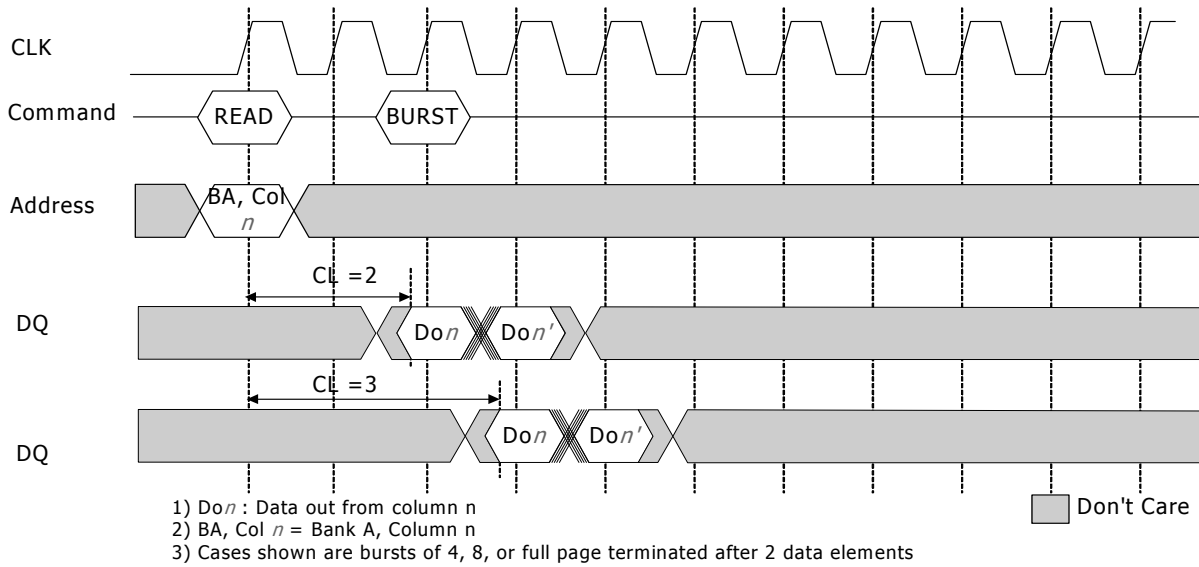 CLK
Command
READ
BURST
Address
BA, Col
n
CL =2
DQ
Don
Don'
CL =3
DQ
Don
Don'
1) Don : Data out from column n
2) BA, Col n = Bank A, Column n
3) Cases shown are bursts of 4, 8, or full page terminated after 2 data elements
Don't Care